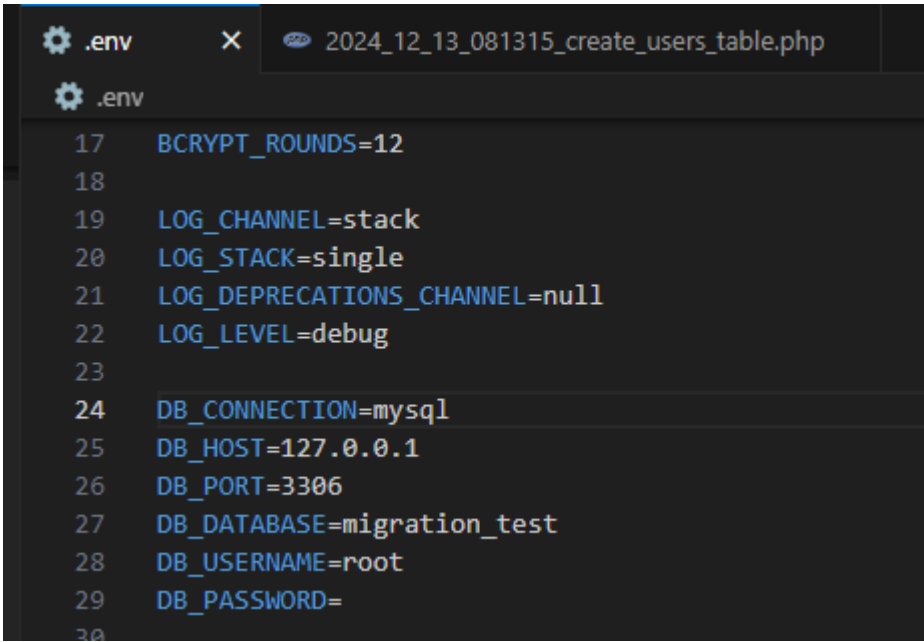 .env × 2024_12_13_081315_create_users_table.php
.env
17 BCRYPT_ROUNDS=12
18
19 LOG_CHANNEL=stack
20 LOG_STACK=single
21 LOG_DEPRECATIONS_CHANNEL=null
22 LOG_LEVEL=debug
23
24 DB_CONNECTION=mysql
25 DB_HOST=127.0.0.1
26 DB_PORT=3306
27 DB_DATABASE=migration_test
28 DB_USERNAME=root
29 DB_PASSWORD=
30